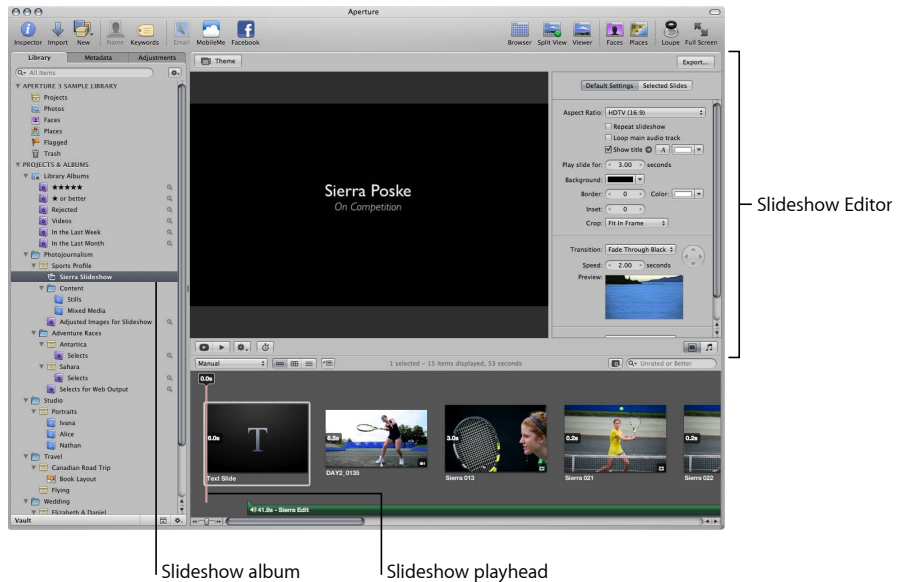 Aperture
Inspector Import New Name Keywords Email MobileMe Facebook Browser Split View Viewer Faces Places Loupe Full Screen
Library Metadata Adjustments
Theme
Export...
All Items
APERTURE 3 SAMPLE LIBRARY
Projects
Photos
Faces
Places
Flagged
Trash
PROJECTS & ALBUMS
Library Albums
★★★★★
★ or better
Rejected
Videos
In the Last Week
In the Last Month
Photojournalism
Sports Profile
Sierra Slideshow
Content
Stills
Mixed Media
Adjusted Images for Slideshow
Adventure Races
Antartica
Selects
Sahara
Selects
Selects for Web Output
Studio
Portraits
Ivana
Alice
Nathan
Travel
Canadian Road Trip
Book Layout
Flying
Wedding
Elizabeth & Daniel
Vault
Sierra Poske
On Competition
Default Settings Selected Slides
Aspect Ratio: HDTV (16:9)
Repeat slideshow
Loop main audio track
Show title A
Play slide for: 3.00 seconds
Background:
Border: 0 Color:
Inset: 0
Crop: Fit In Frame
Transition: Fade Through Black
Speed: 2.00 seconds
Preview:
Manual
1 selected - 15 items displayed, 53 seconds
Unrated or Better
0.0s
6.0s T 6.5s 3.0s 0.2s 0.2s
Text Slide DAY2_0135 Sierra 013 Sierra 021 Sierra 022
41.9s - Sierra Edit
Slideshow Editor
Slideshow album
Slideshow playhead